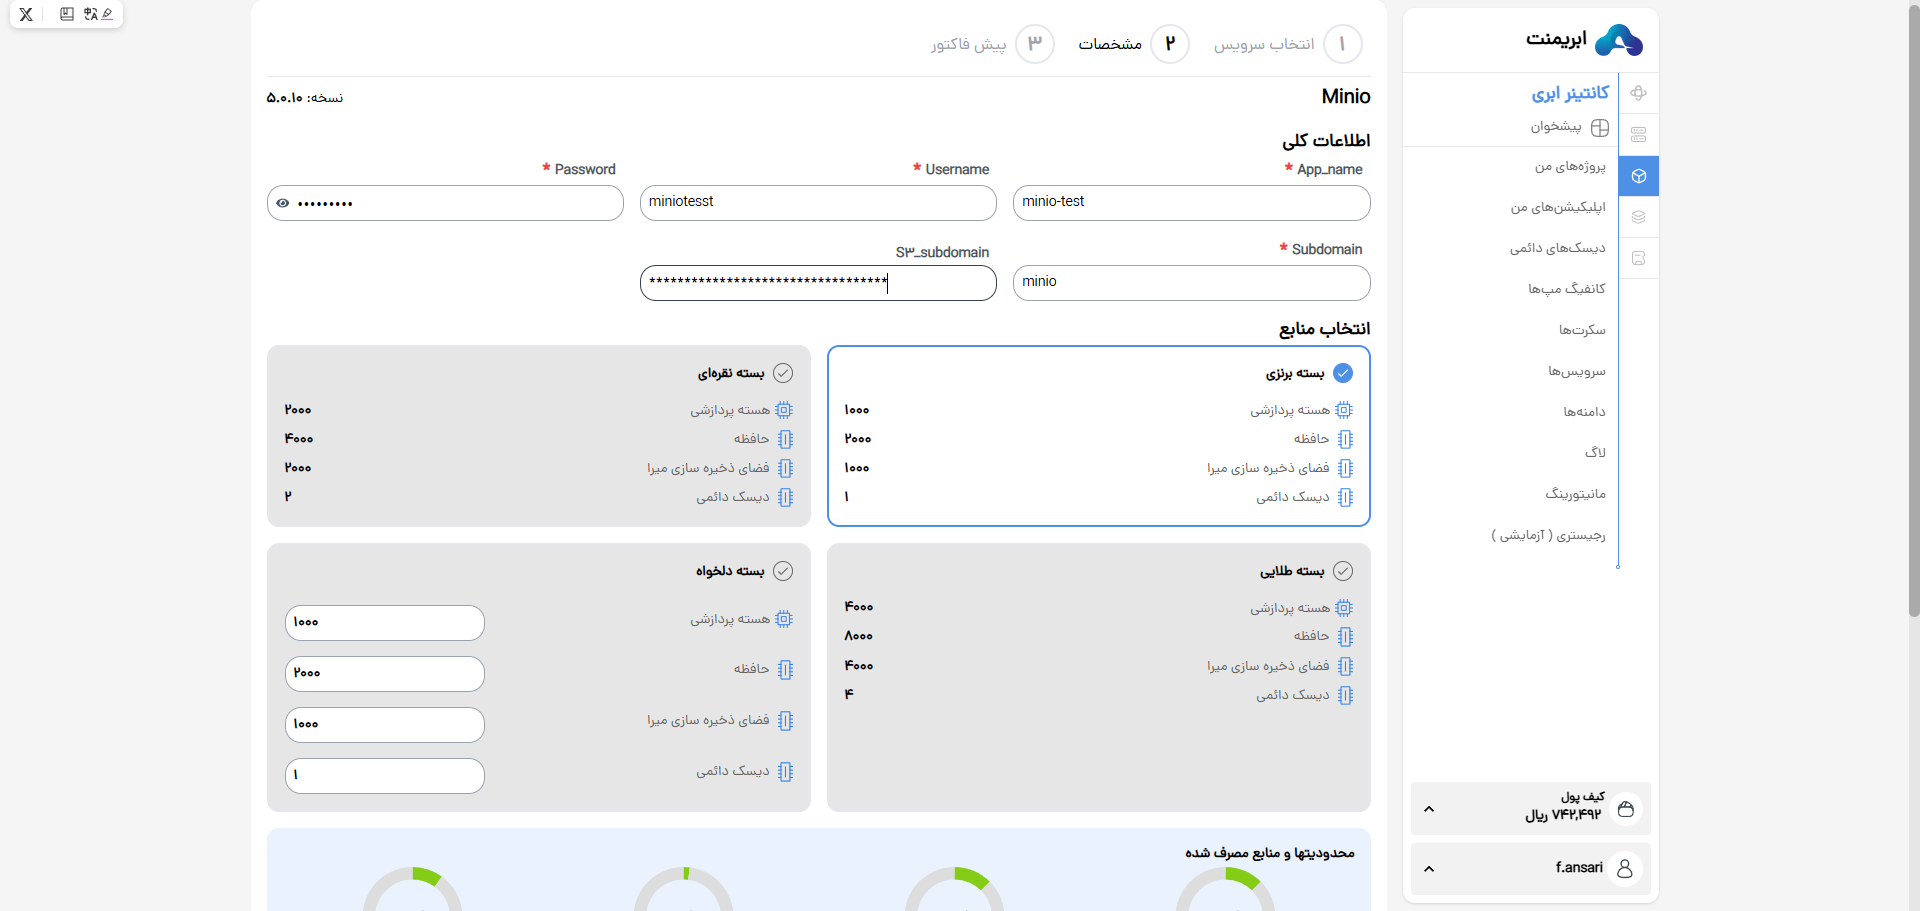 ابریمنت
کانتینر ابری
پیشخوان
پروژه‌های من
اپلیکیشن‌های من
دیسک‌های دائمی
کانفیگ مپ‌ها
سکرت‌ها
سرویس‌ها
دامنه‌ها
لاگ
مانیتورینگ
رجیستری ( آزمایشی )
کیف پول
۷۴۲,۴۹۲ ریال
f.ansari
۱ انتخاب سرویس ۲ مشخصات ۳ پیش فاکتور
Minio
نسخه: ۵.۰.۱۰
اطلاعات کلی
* App_name
minio-test
* Username
miniotesst
* Password
•••••••••
* Subdomain
minio
S۳_subdomain
**********************************
انتخاب منابع
بسته برنزی
هسته پردازشی ۱۰۰۰
حافظه ۲۰۰۰
فضای ذخیره سازی میرا ۱۰۰۰
دیسک دائمی ۱
بسته نقره‌ای
هسته پردازشی ۲۰۰۰
حافظه ۴۰۰۰
فضای ذخیره سازی میرا ۲۰۰۰
دیسک دائمی ۲
بسته طلایی
هسته پردازشی ۴۰۰۰
حافظه ۸۰۰۰
فضای ذخیره سازی میرا ۴۰۰۰
دیسک دائمی ۴
بسته دلخواه
هسته پردازشی ۱۰۰۰
حافظه ۲۰۰۰
فضای ذخیره سازی میرا ۱۰۰۰
دیسک دائمی ۱
محدودیتها و منابع مصرف شده